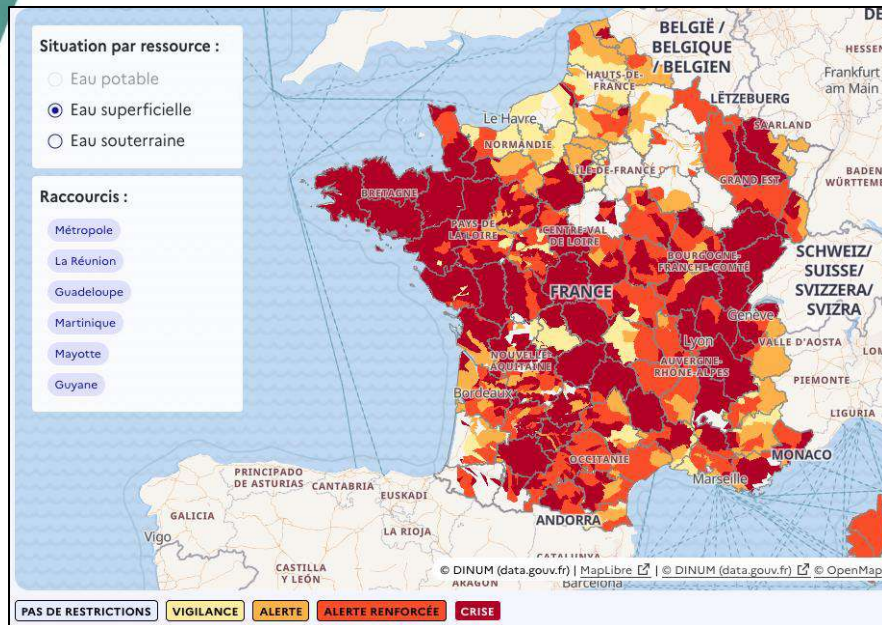 Situation par ressource :
Eau potable
Eau superficielle
Eau souterraine
Raccourcis :
Métropole
La Réunion
Guadeloupe
Martinique
Mayotte
Guyane
BELGIË /
BELGIQUE
/ BELGIEN
DE
HESSEN
Frankfurt
am Main
HAUTS-DE-
FRANCE
LËTZEBUERG
SAARLAND
Le Havre
NORMANDIE
ÎLE-DE-FRANCE
GRAND EST
BADEN
WÜRTTEM
BRETAGNE
PAYS DE
LA LOIRE
CENTRE-VAL
DE LOIRE
BOURGOGNE-
FRANCHE-COMTÉ
SCHWEIZ/
SUISSE/
SVIZZERA/
SVIZRA
FRANCE
Genève
NOUVELLE-
AQUITAINE
Lyon
AUVERGNE-
RHÔNE-ALPES
VALLE D'AOSTA
LOM
PIEMONTE
Bordeaux
LIGURIA
OCCITANIE
MONACO
Marseille
PRINCIPADO
DE ASTURIAS
CANTABRIA
EUSKADI
GALICIA
Vigo
LA RIOJA
ANDORRA
CASTILLA
Y LEÓN
CATALUNYA
ARAGÓN
Barcelona
© DINUM (data.gouv.fr) | MapLibre | © DINUM (data.gouv.fr) © OpenMap
PAS DE RESTRICTIONS
VIGILANCE
ALERTE
ALERTE RENFORCÉE
CRISE